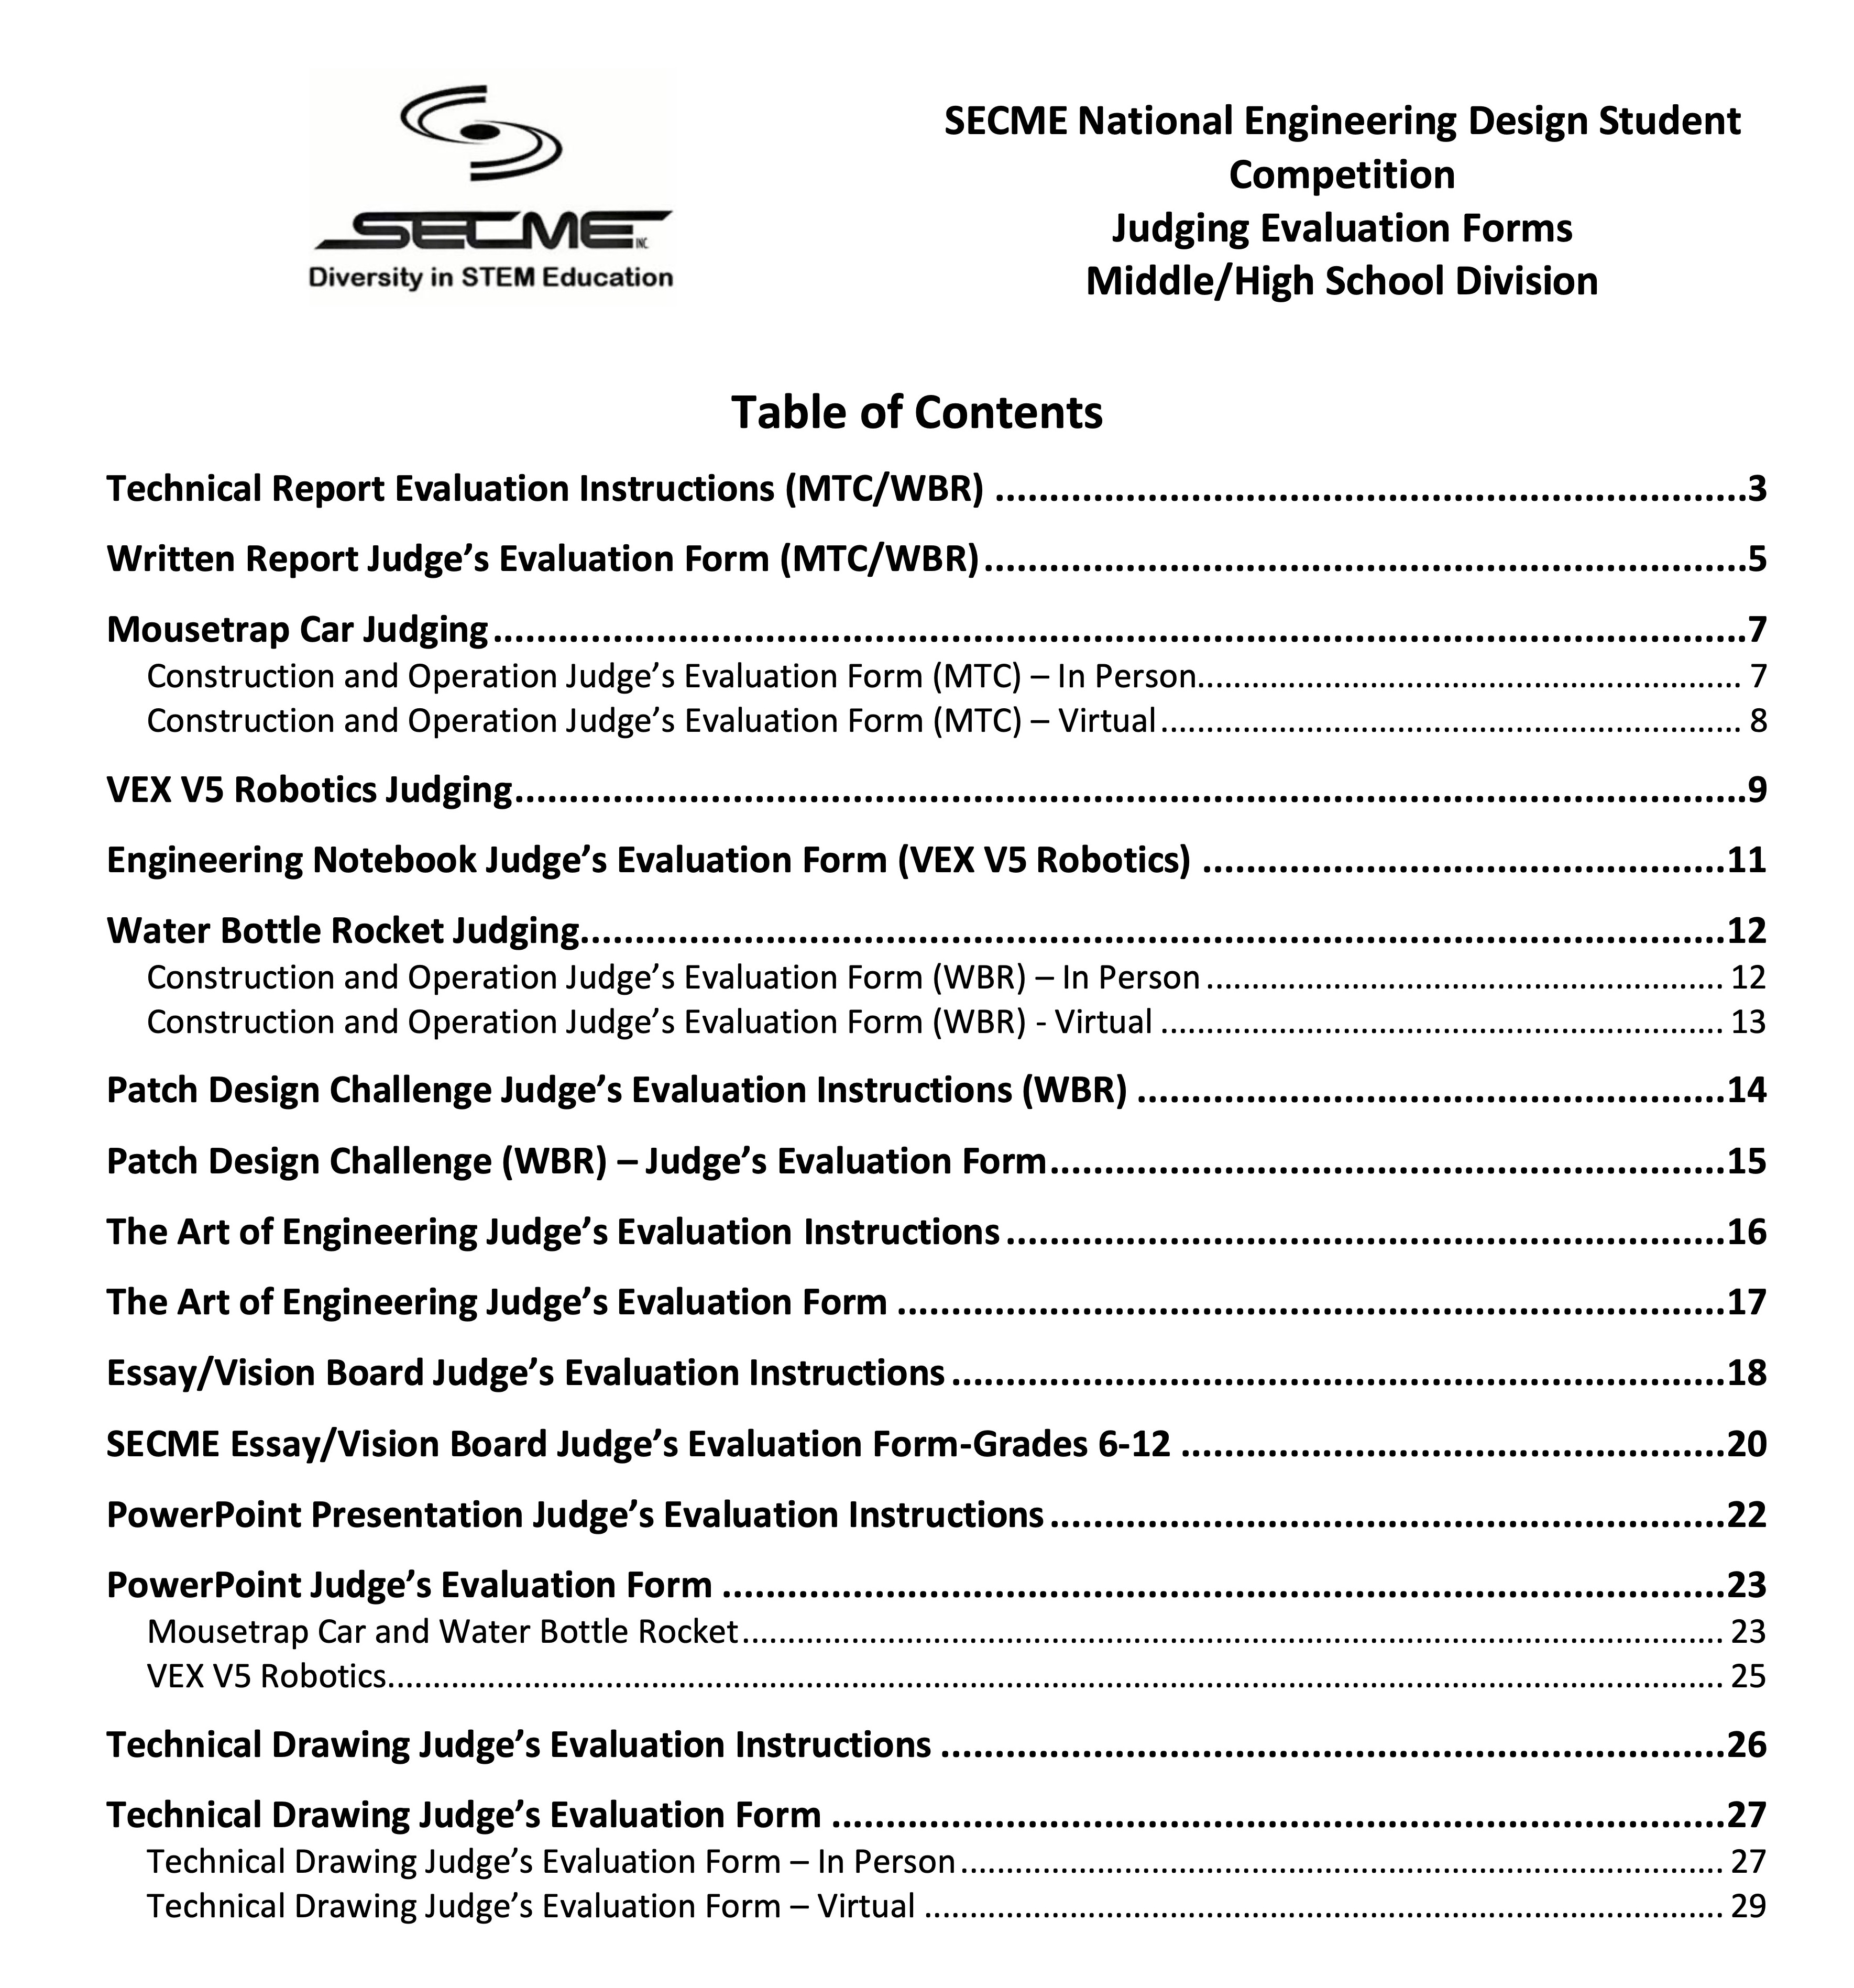 SECME INC
Diversity in STEM Education
SECME National Engineering Design Student
Competition
Judging Evaluation Forms
Middle/High School Division
Table of Contents
Technical Report Evaluation Instructions (MTC/WBR) ........................................................................3
Written Report Judge’s Evaluation Form (MTC/WBR)........................................................................5
Mousetrap Car Judging........................................................................7
Construction and Operation Judge’s Evaluation Form (MTC) – In Person........................................................................ 7
Construction and Operation Judge’s Evaluation Form (MTC) – Virtual........................................................................ 8
VEX V5 Robotics Judging........................................................................9
Engineering Notebook Judge’s Evaluation Form (VEX V5 Robotics) ........................................................................11
Water Bottle Rocket Judging........................................................................12
Construction and Operation Judge’s Evaluation Form (WBR) – In Person........................................................................ 12
Construction and Operation Judge’s Evaluation Form (WBR) - Virtual ........................................................................ 13
Patch Design Challenge Judge’s Evaluation Instructions (WBR) ........................................................................14
Patch Design Challenge (WBR) – Judge’s Evaluation Form........................................................................15
The Art of Engineering Judge’s Evaluation Instructions........................................................................16
The Art of Engineering Judge’s Evaluation Form ........................................................................17
Essay/Vision Board Judge’s Evaluation Instructions........................................................................18
SECME Essay/Vision Board Judge’s Evaluation Form-Grades 6-12 ........................................................................20
PowerPoint Presentation Judge’s Evaluation Instructions........................................................................22
PowerPoint Judge’s Evaluation Form ........................................................................23
Mousetrap Car and Water Bottle Rocket........................................................................ 23
VEX V5 Robotics........................................................................ 25
Technical Drawing Judge’s Evaluation Instructions ........................................................................26
Technical Drawing Judge’s Evaluation Form ........................................................................27
Technical Drawing Judge’s Evaluation Form – In Person........................................................................ 27
Technical Drawing Judge’s Evaluation Form – Virtual ........................................................................ 29